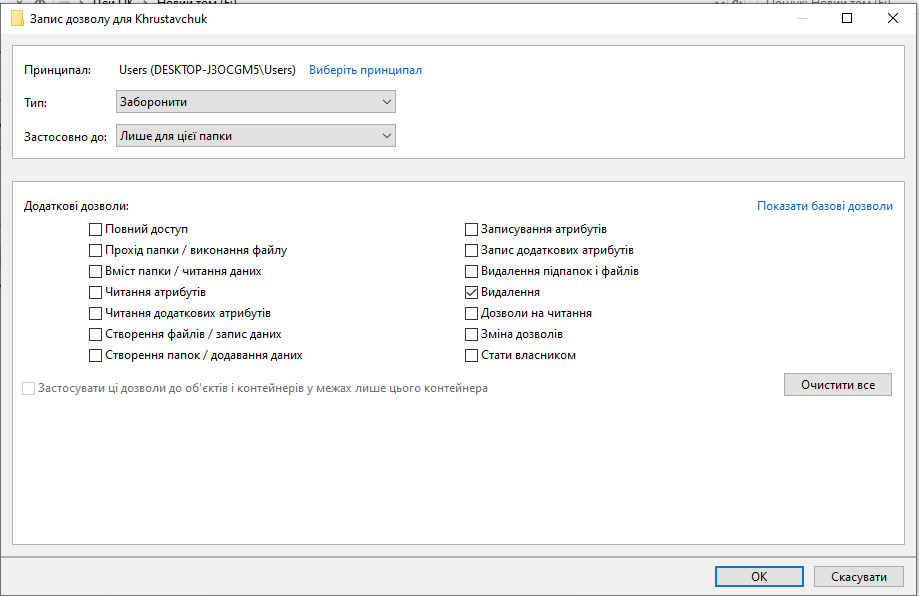 Запис дозволу для Khrustavchuk
Принципал: Users (DESKTOP-J3OCGM5\Users) Виберіть принципал
Тип: Заборонити
Застосовно до: Лише для цієї папки
Додаткові дозволи: Показати базові дозволи
Повний доступ Записування атрибутів
Прохід папки / виконання файлу Запис додаткових атрибутів
Вміст папки / читання даних Видалення підпапок і файлів
Читання атрибутів Видалення
Читання додаткових атрибутів Дозволи на читання
Створення файлів / запис даних Зміна дозволів
Створення папок / додавання даних Стати власником
Застосувати ці дозволи до об'єктів і контейнерів у межах лише цього контейнера Очистити все
OK Скасувати